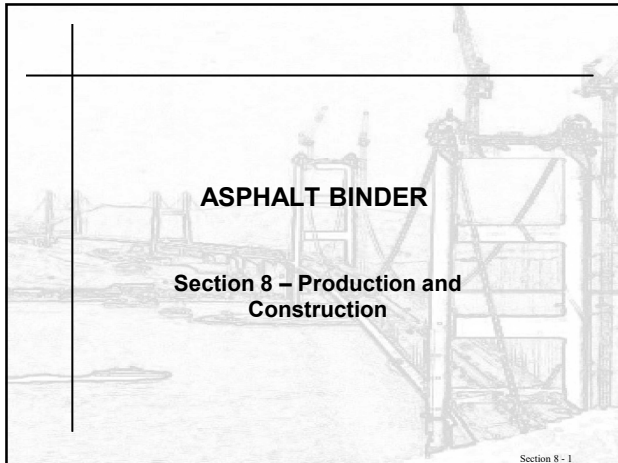 ASPHALT BINDER
Section 8 – Production and
Construction
Section 8 - 1